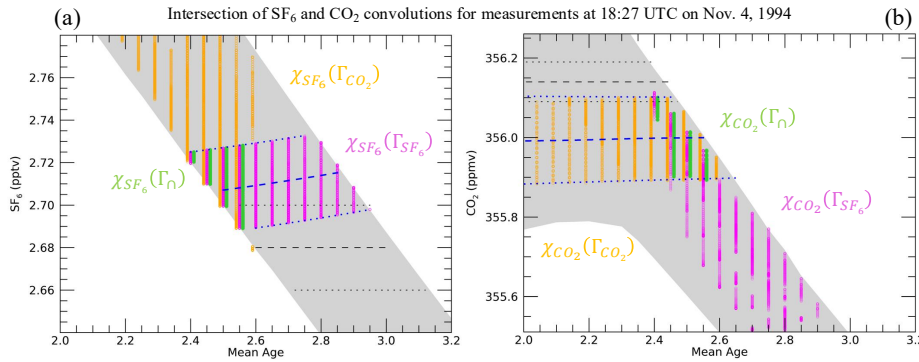 Intersection of SF6 and CO2 convolutions for measurements at 18:27 UTC on Nov. 4, 1994
(a)
(b)
χSF6(ΓCO2)
χSF6(ΓSF6)
χSF6(Γ∩)
2.76
2.74
2.72
2.70
2.68
2.66
SF6 (pptv)
2.0 2.2 2.4 2.6 2.8 3.0 3.2
Mean Age
χCO2(Γ∩)
χCO2(ΓSF6)
χCO2(ΓCO2)
356.2
356.0
355.8
355.6
CO2 (ppmv)
2.0 2.2 2.4 2.6 2.8 3.0 3.2
Mean Age